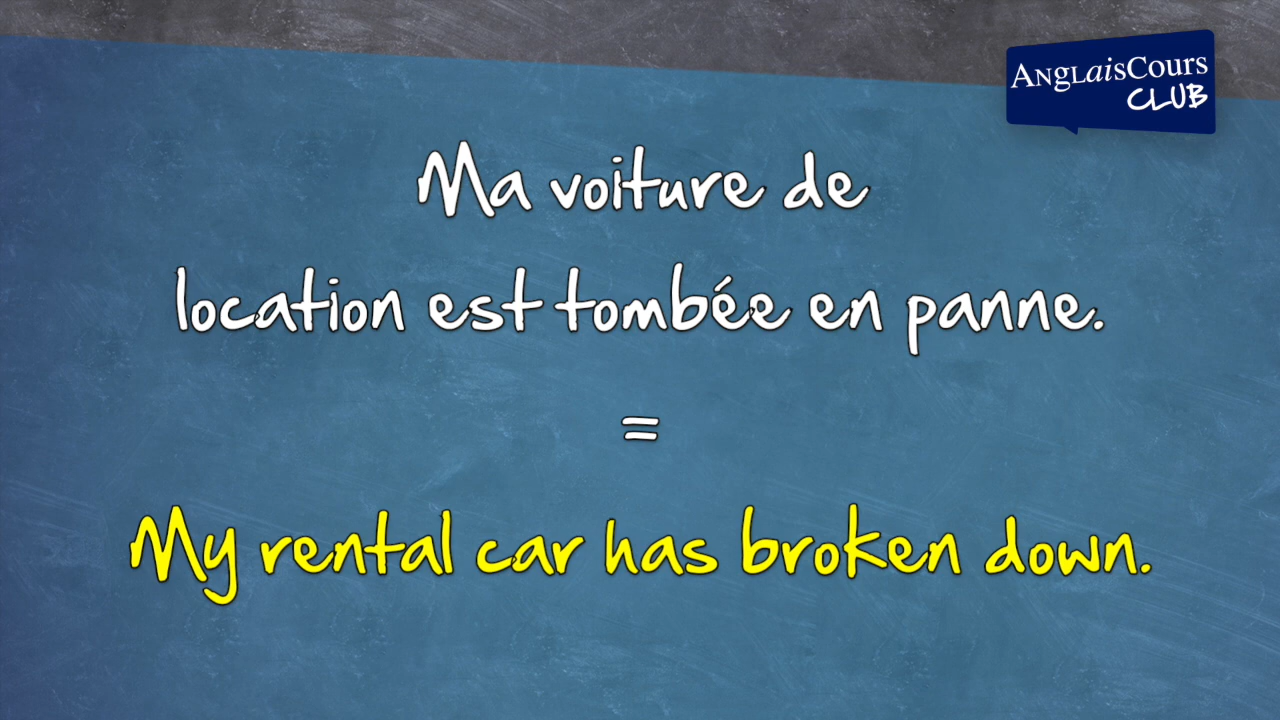 ANGLaisCours
CLUB
Ma voiture de
location est tombée en panne.
=
My rental car has broken down.